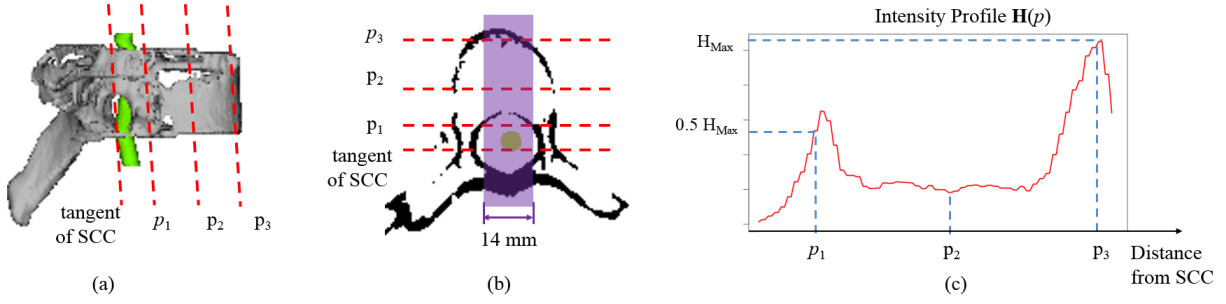 tangent
of SCC
p1
p2
p3
(a)
p3
p2
p1
tangent
of SCC
14 mm
(b)
Intensity Profile H(p)
HMax
0.5 HMax
p1
p2
p3
Distance
from SCC
(c)